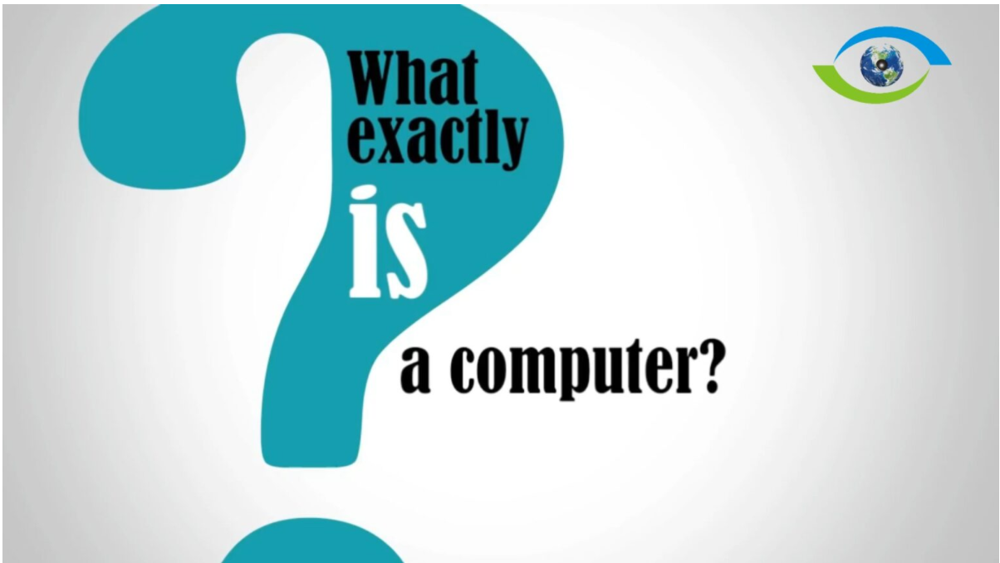 What
exactly
is
a computer?